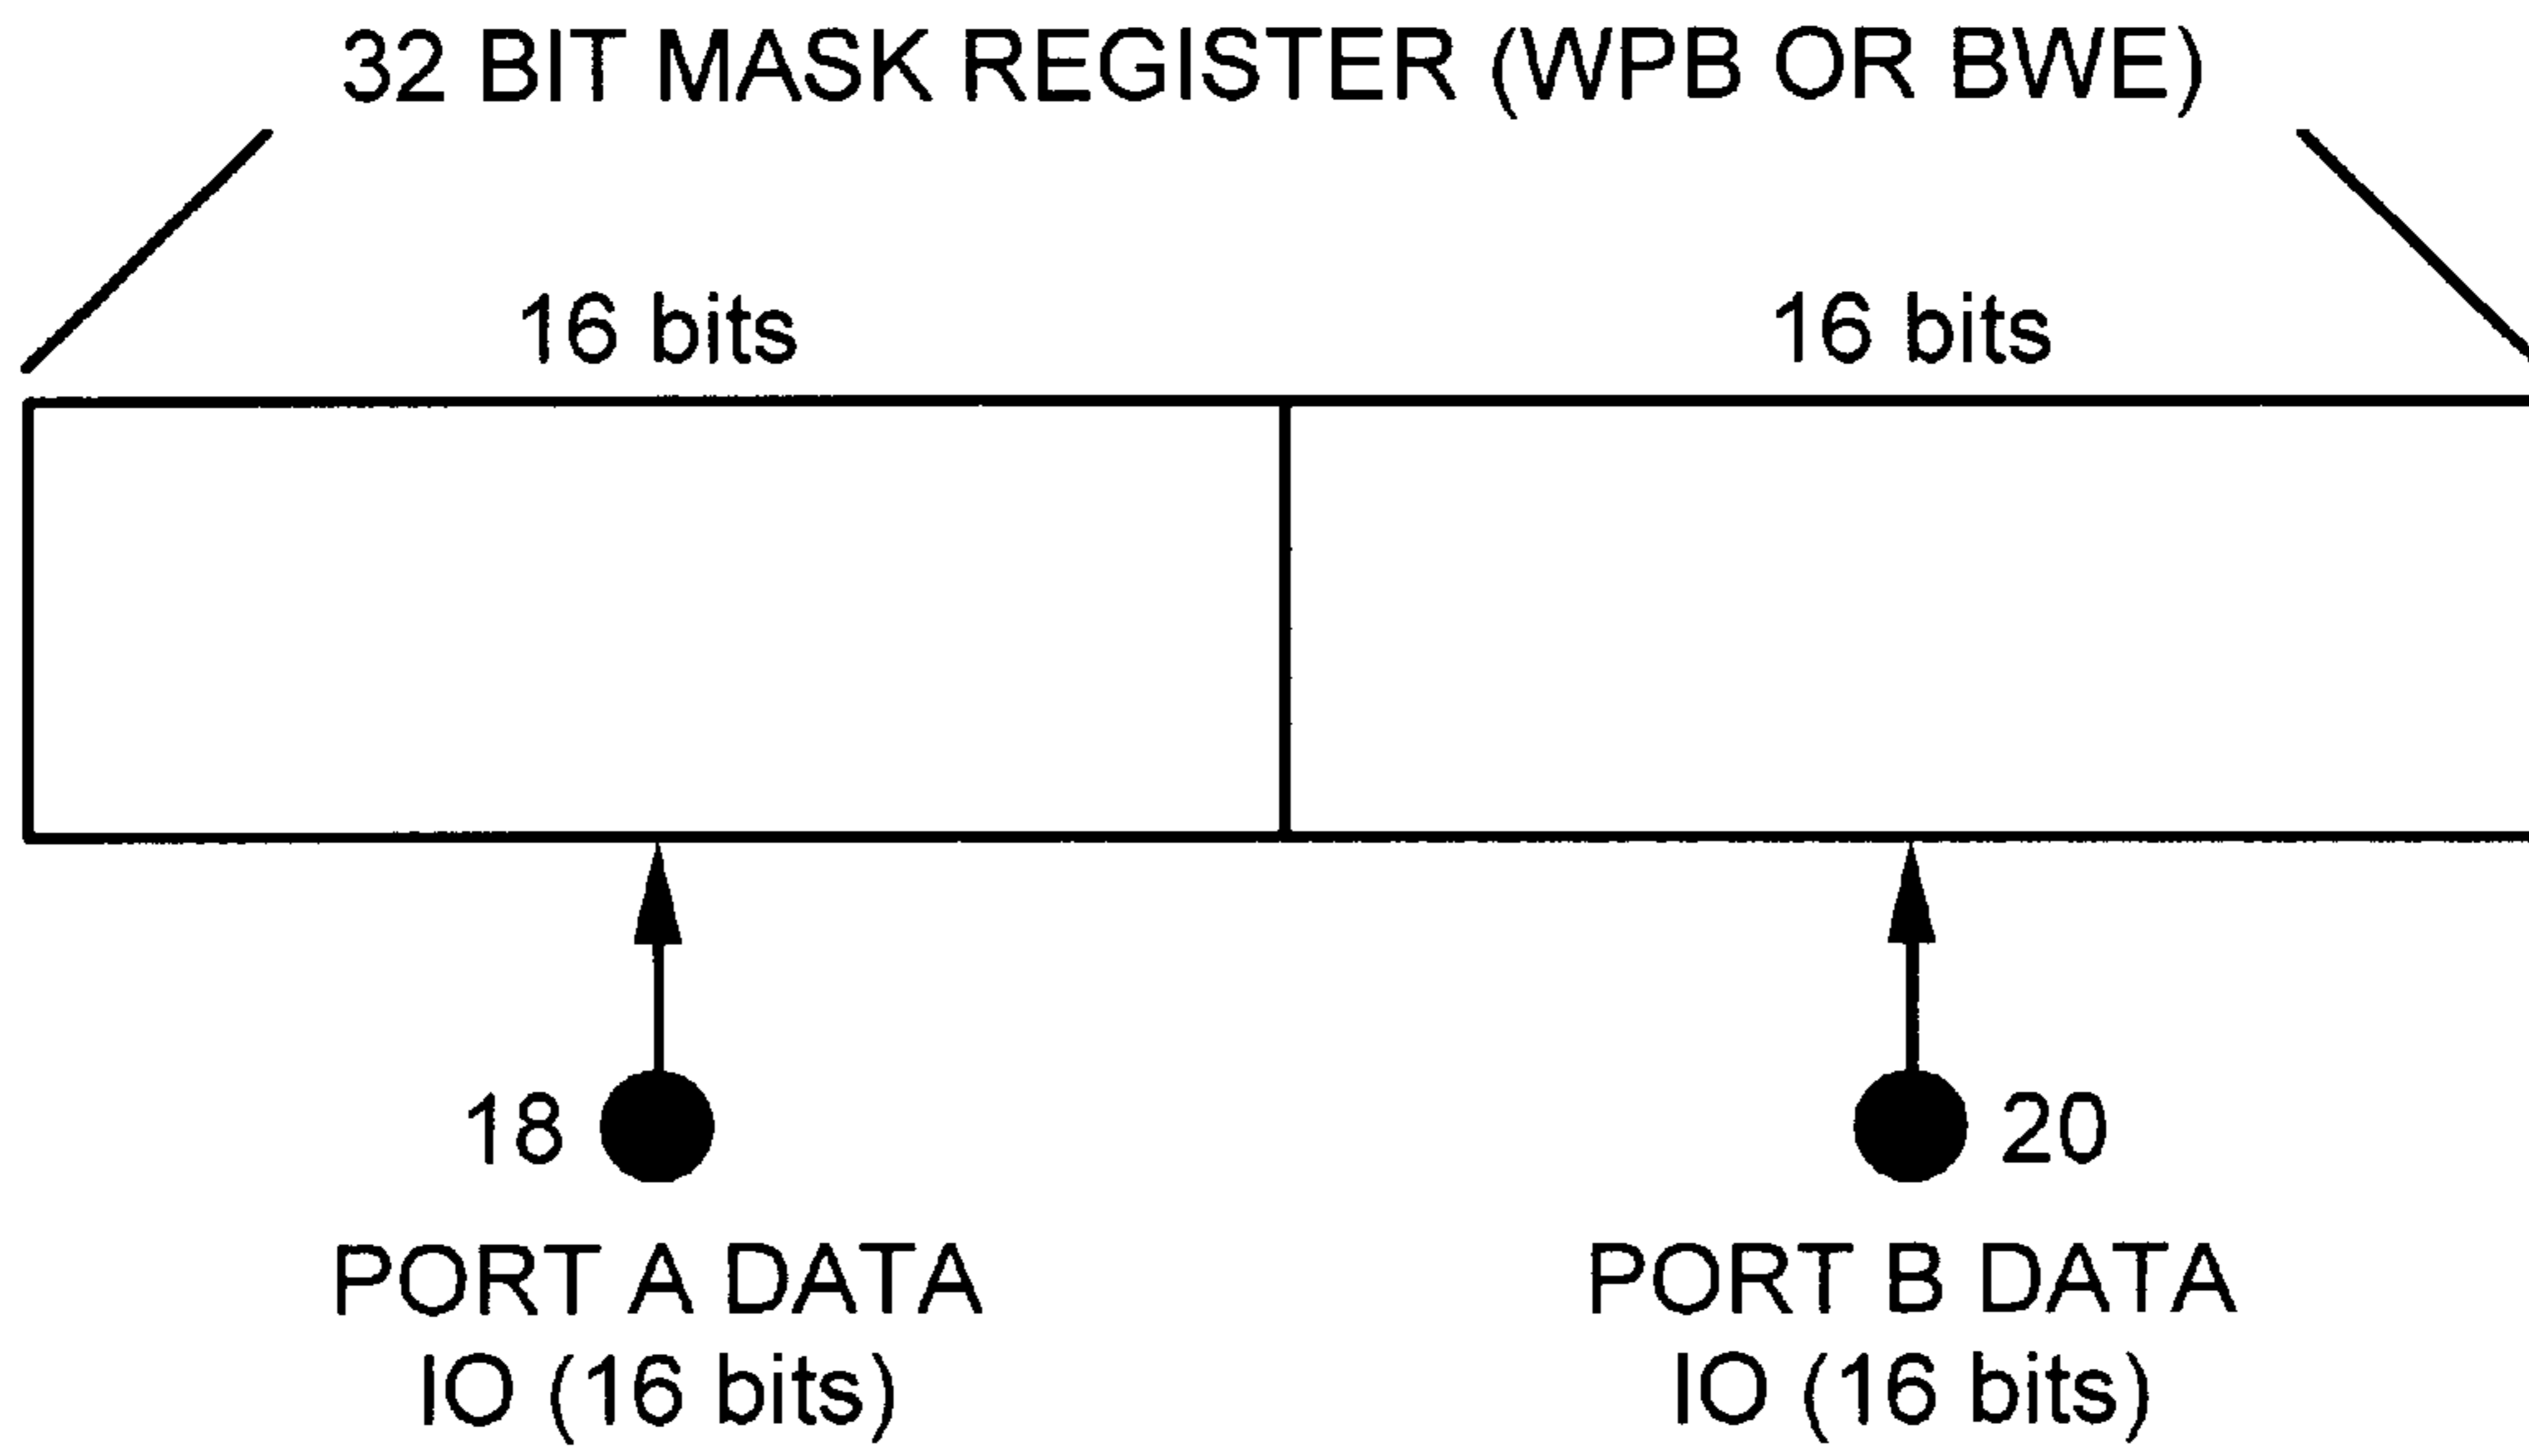 32 BIT MASK REGISTER (WPB OR BWE)
16 bits
16 bits
18
20
PORT A DATA
IO (16 bits)
PORT B DATA
IO (16 bits)